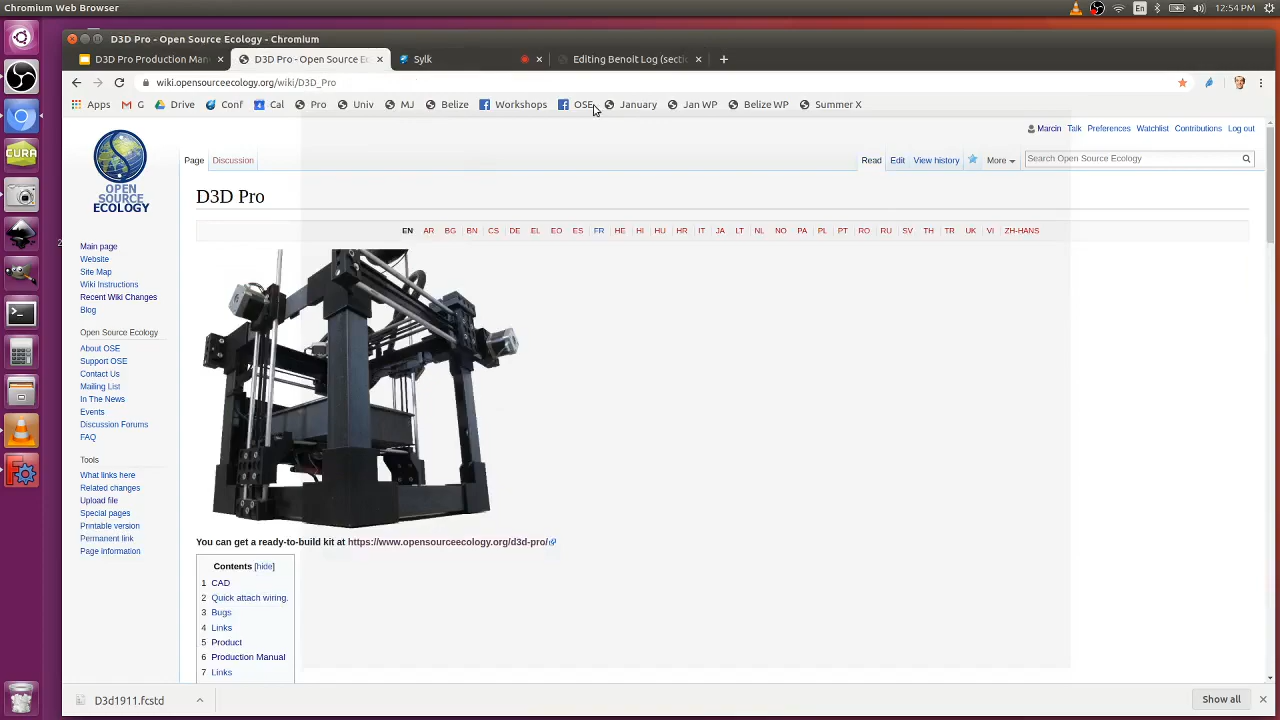 Chromium Web Browser
En
12:54 PM
D3D Pro - Open Source Ecology - Chromium
D3D Pro Production Man
D3D Pro - Open Source Ec
Sylk
Editing Benoit Log (sectio
wiki.opensourceecology.org/wiki/D3D_Pro
Apps
G
Drive
Conf
Cal
Pro
Univ
MJ
Belize
Workshops
OSE
January
Jan WP
Belize WP
Summer X
CURA
OPEN
SOURCE
ECOLOGY
Marcin
Talk
Preferences
Watchlist
Contributions
Log out
Page
Discussion
Read
Edit
View history
More
Search Open Source Ecology
D3D Pro
EN AR BG BN CS DE EL EO ES FR HE HI HU HR IT JA LT NL NO PA PL PT RO RU SV TH TR UK VI ZH-HANS
Main page
Website
Site Map
Wiki Instructions
Recent Wiki Changes
Blog
Open Source Ecology
About OSE
Support OSE
Contact Us
Mailing List
In The News
Events
Discussion Forums
FAQ
Tools
What links here
Related changes
Upload file
Special pages
Printable version
Permanent link
Page information
You can get a ready-to-build kit at https://www.opensourceecology.org/d3d-pro/
Contents [hide]
1 CAD
2 Quick attach wiring.
3 Bugs
4 Links
5 Product
6 Production Manual
7 Links
D3d1911.fcstd
Show all